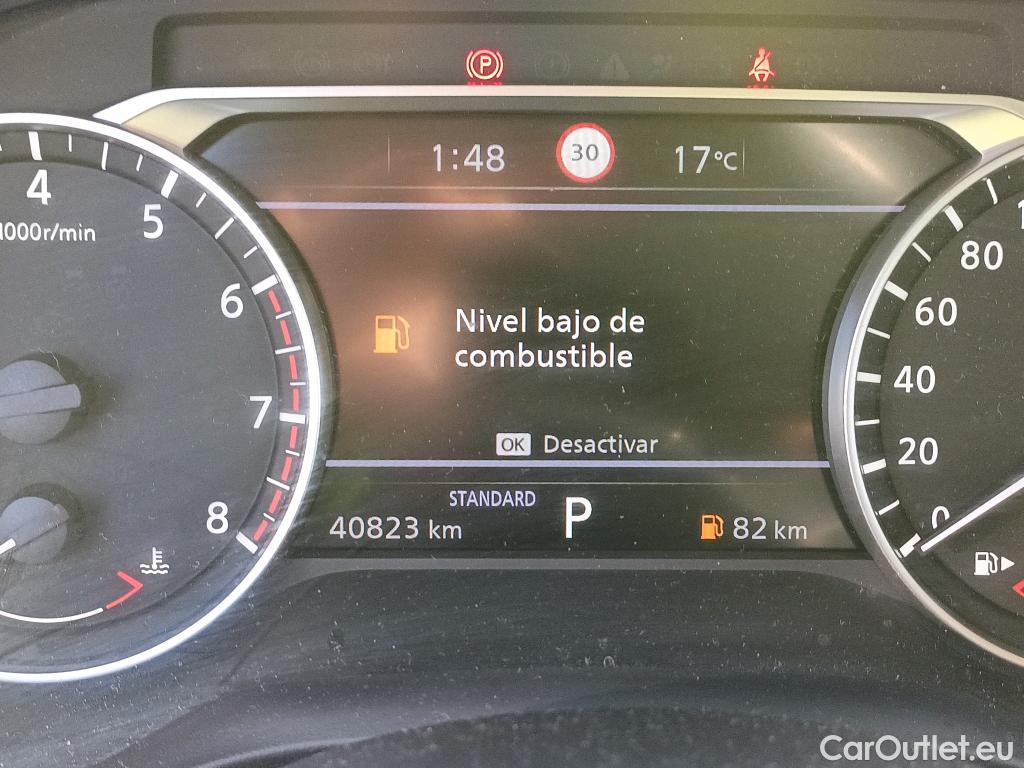 P
1:48
30
17°C
4
5
6
7
8
1000r/min
Nivel bajo de
combustible
OK Desactivar
STANDARD
40823 km
P
82 km
80
60
40
20
0
CarOutlet.eu